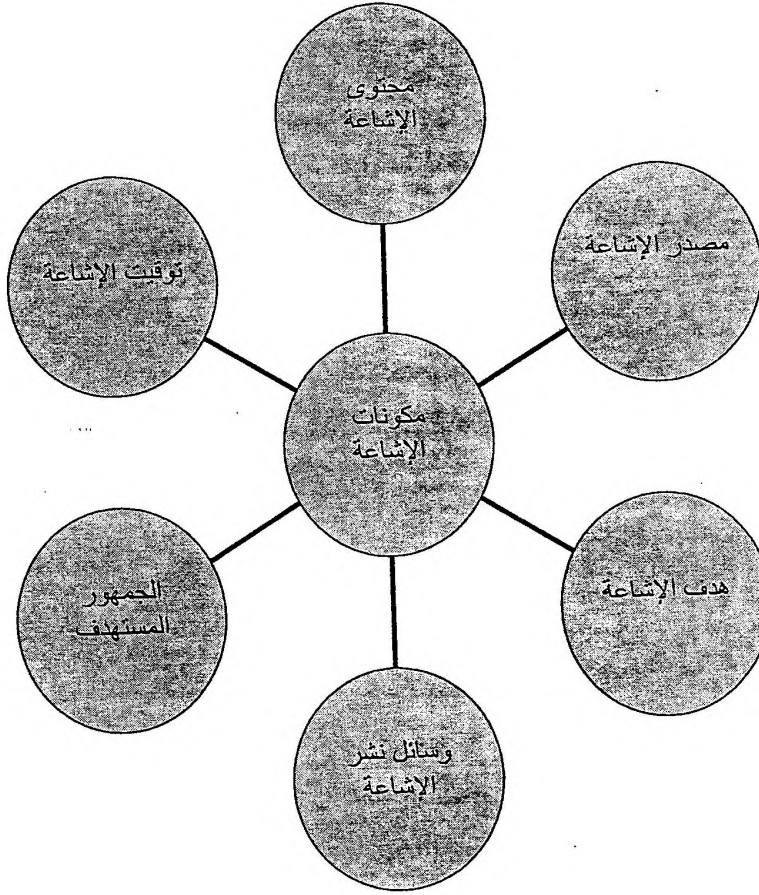 محتوى
الإشاعة
مصدر الإشاعة
توقيت الإشاعة
مكونات
الإشاعة
هدف الإشاعة
الجمهور
المستهدف
وسائل نشر
الإشاعة